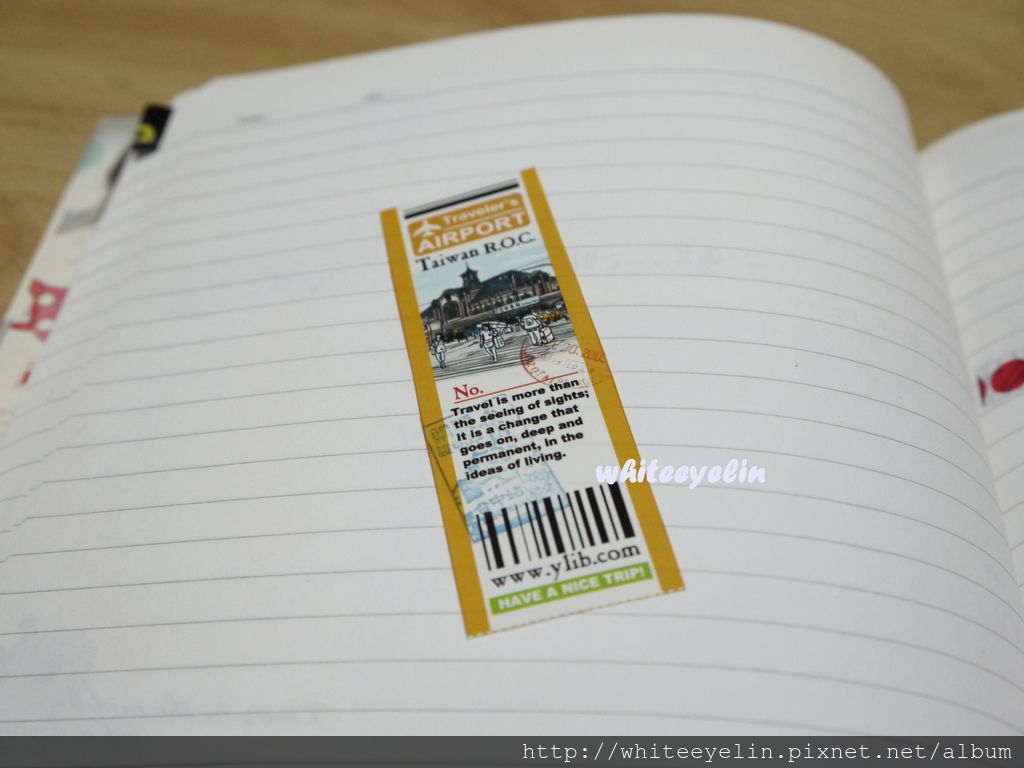 Traveler's
AIRPORT
Taiwan R.O.C.
No.
Travel is more than
the seeing of sights;
it is a change that
goes on, deep and
permanent, in the
ideas of living.
whiteeyelin
www.ylib.com
HAVE A NICE TRIP!
http://whiteeyelin.pixnet.net/album